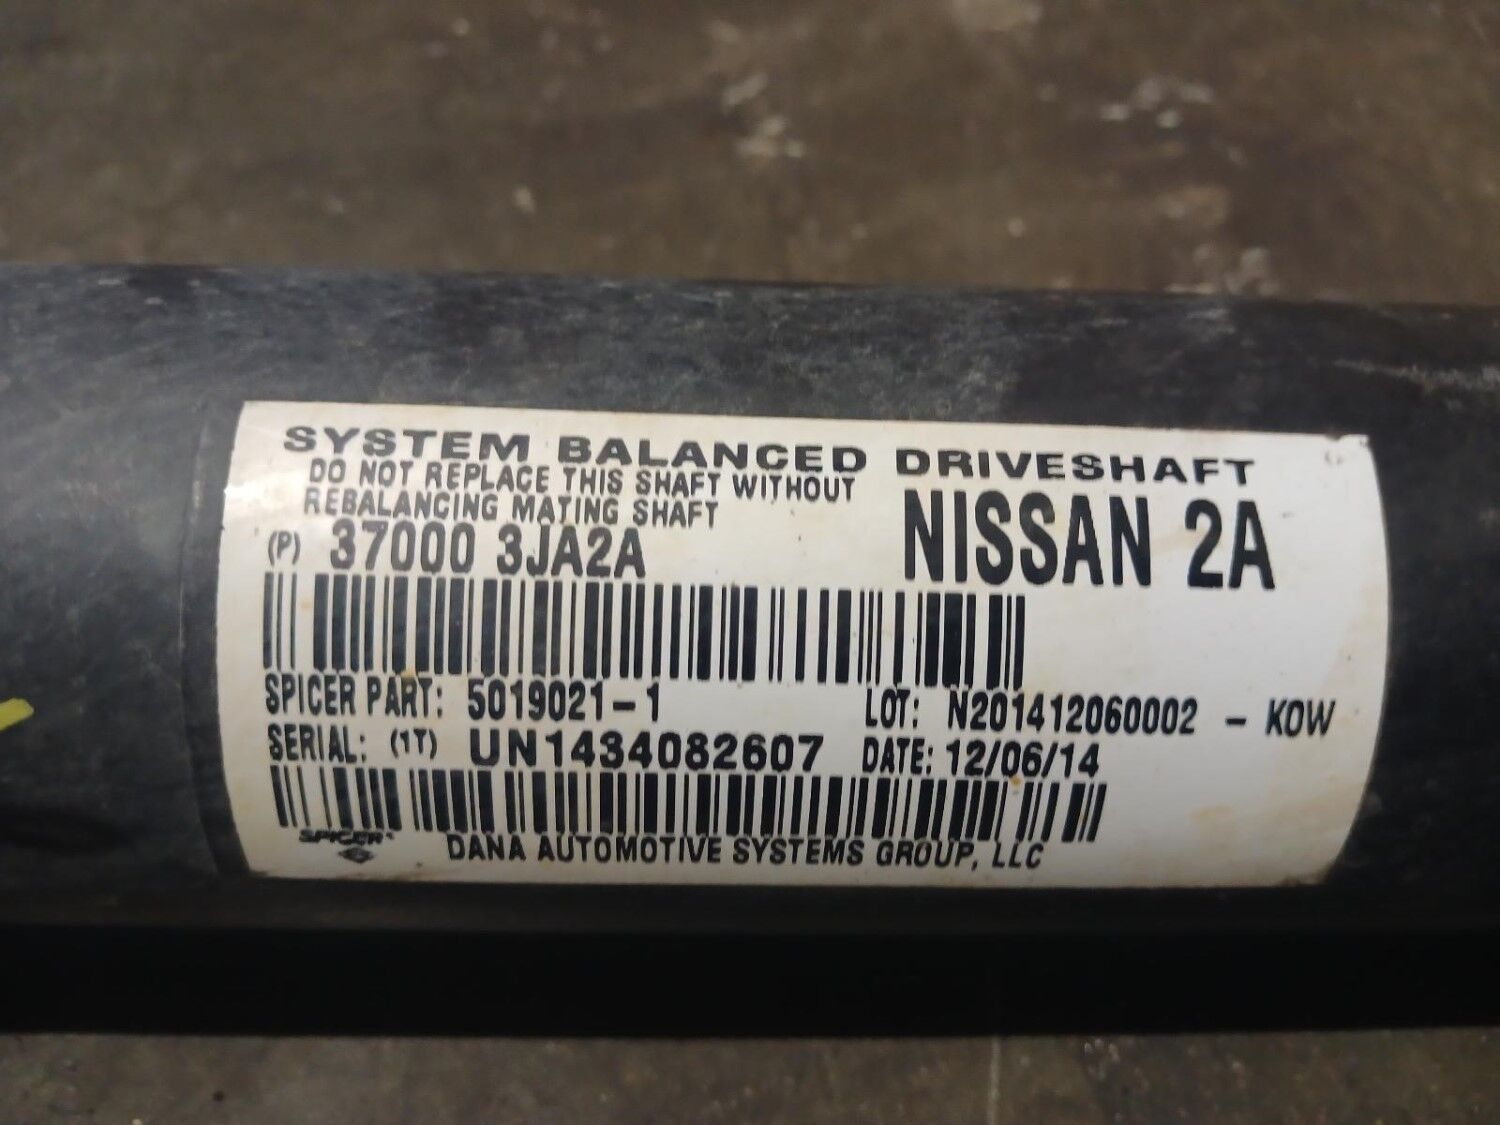 SYSTEM BALANCED DRIVESHAFT
DO NOT REPLACE THIS SHAFT WITHOUT
REBALANCING MATING SHAFT
NISSAN 2A
(P) 37000 3JA2A
SPICER PART: 5019021-1
LOT: N201412060002 - KOW
SERIAL: (1T) UN1434082607
DATE: 12/06/14
SPICER
DANA AUTOMOTIVE SYSTEMS GROUP, LLC